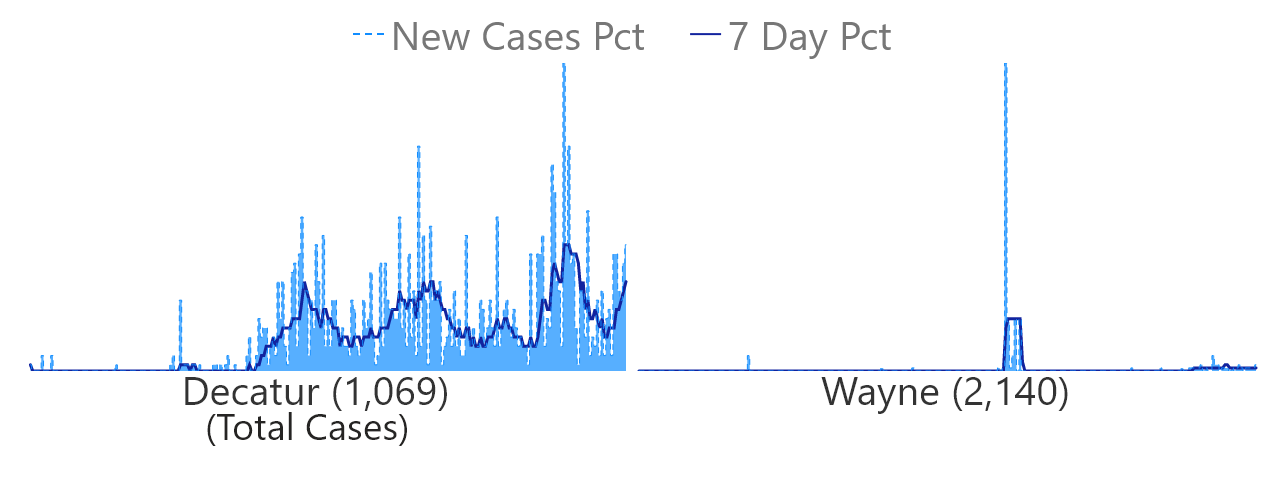 New Cases Pct 7 Day Pct
Decatur (1,069) Wayne (2,140)
(Total Cases)